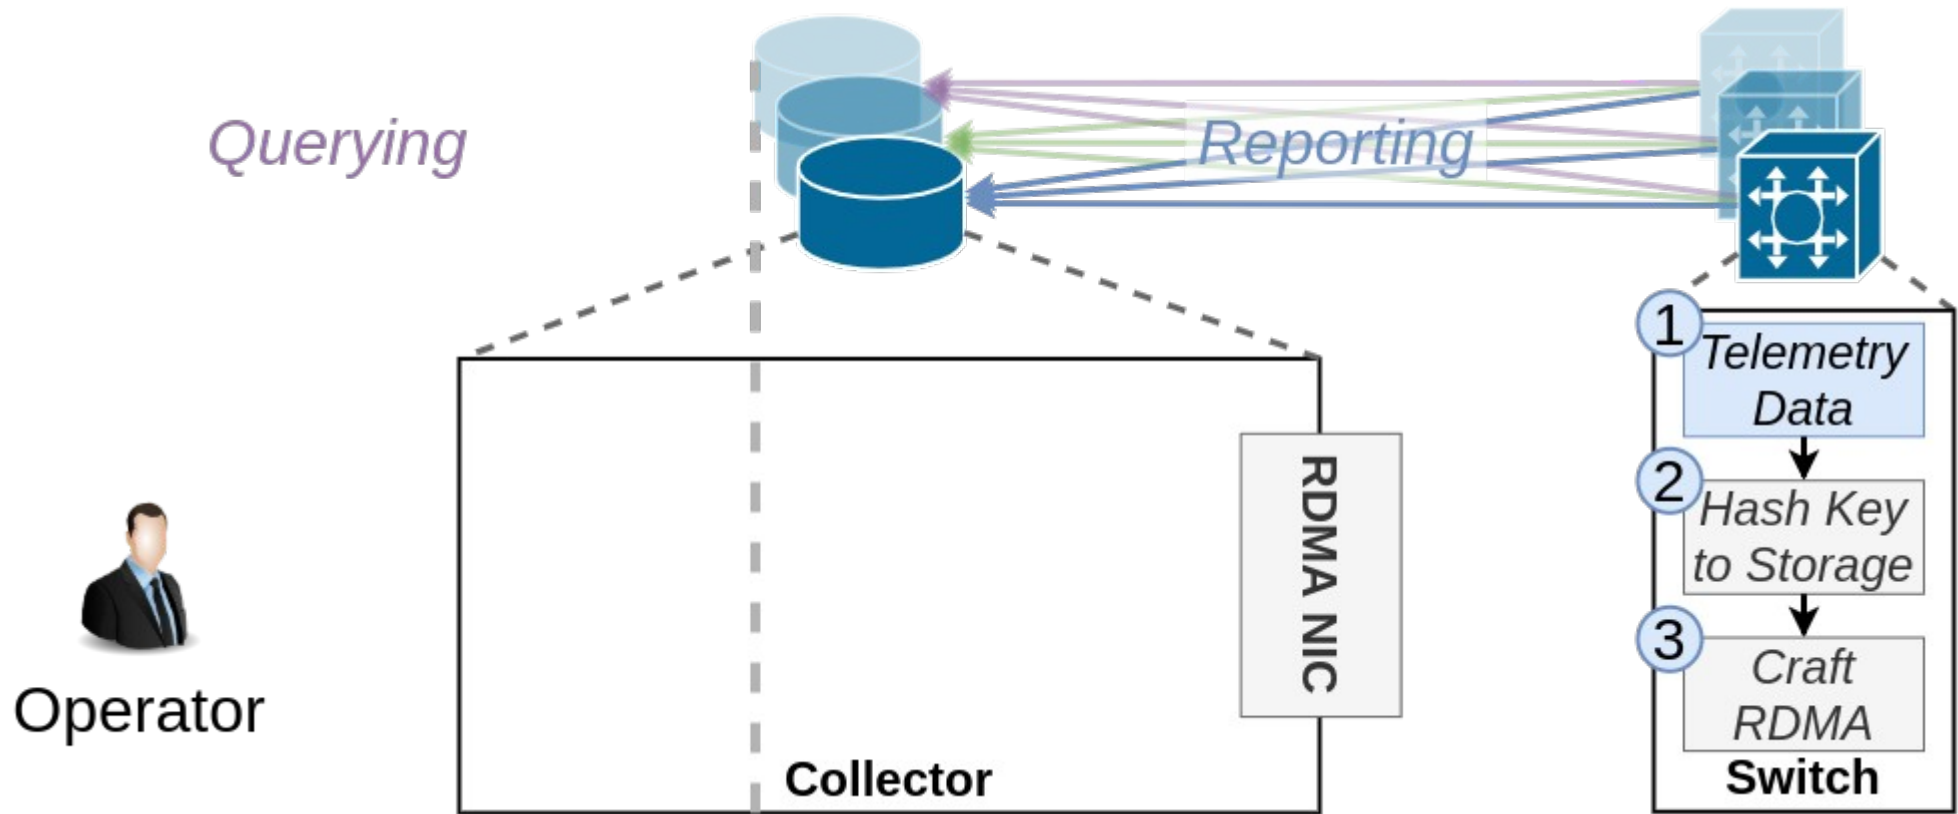 Querying
Reporting
1
Telemetry
Data
2
Hash Key
to Storage
3
Craft
RDMA
Switch
RDMA NIC
Collector
Operator